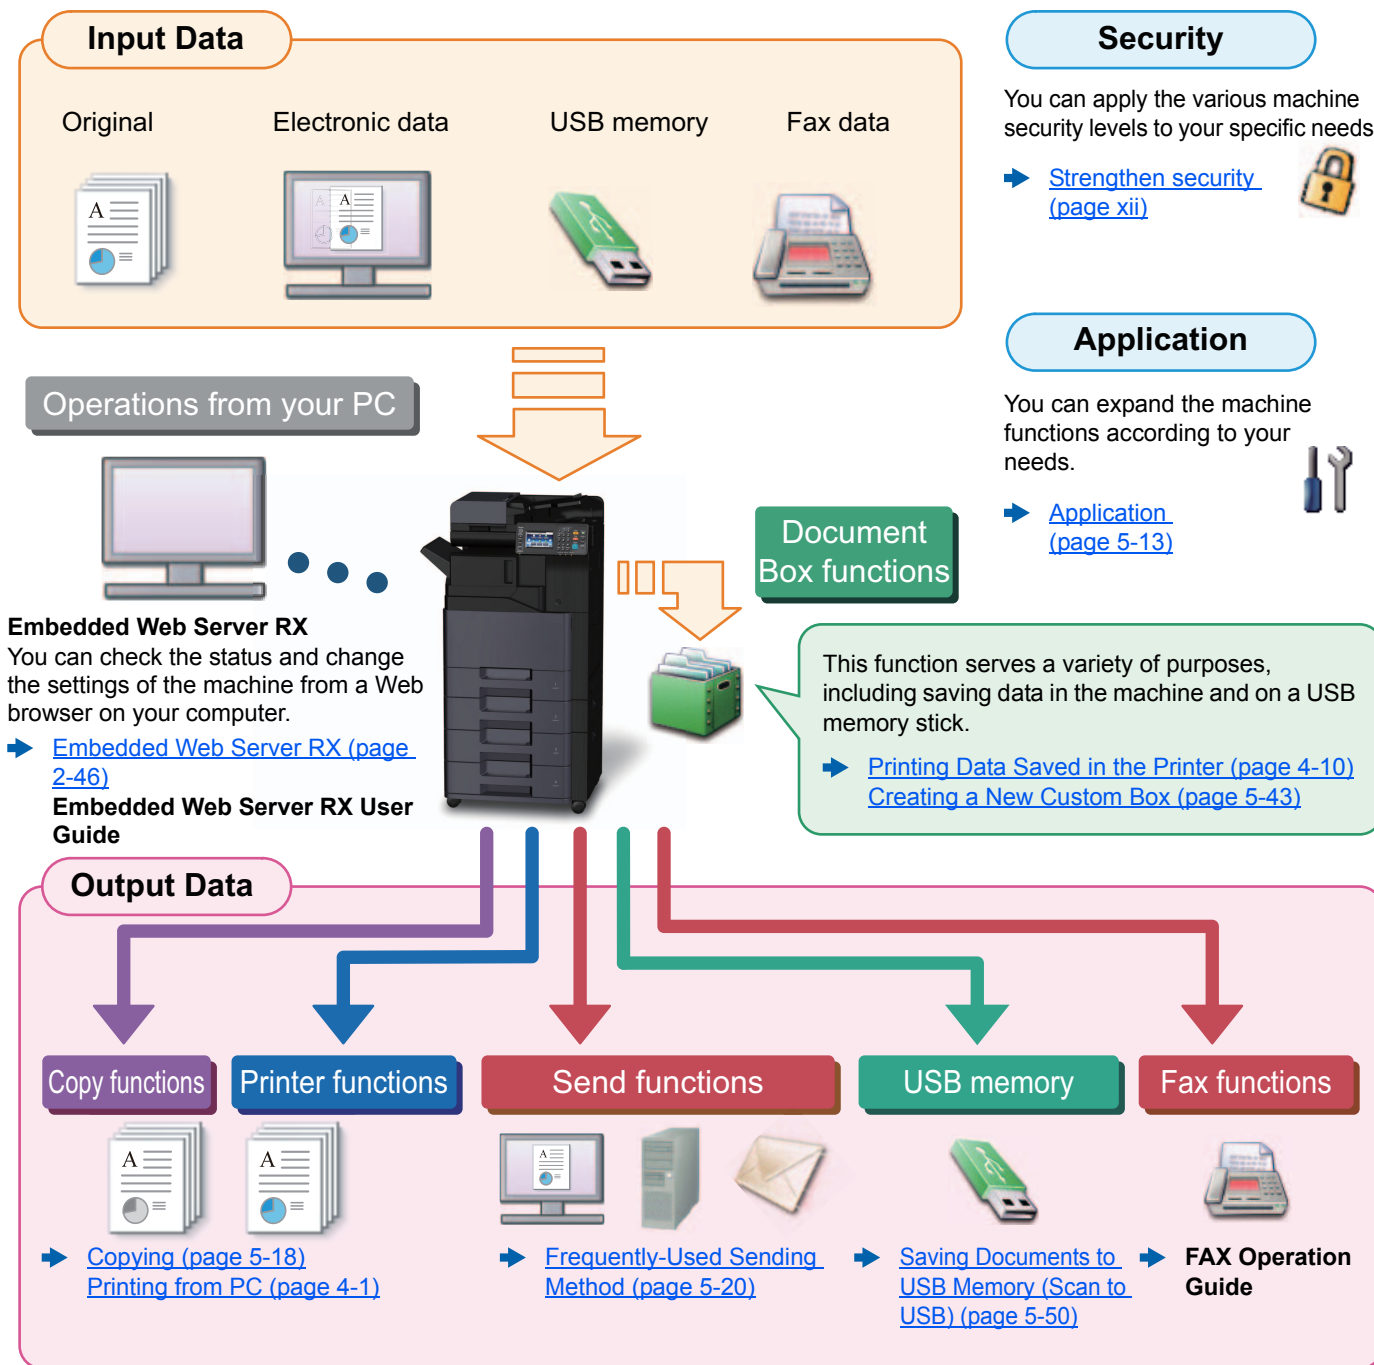 Input Data
Original
Electronic data
USB memory
Fax data
Security
You can apply the various machine
security levels to your specific needs
Strengthen security
(page xii)
Application
You can expand the machine
functions according to your
needs.
Application
(page 5-13)
Operations from your PC
Embedded Web Server RX
You can check the status and change
the settings of the machine from a Web
browser on your computer.
Embedded Web Server RX (page
2-46)
Embedded Web Server RX User
Guide
Document
Box functions
This function serves a variety of purposes,
including saving data in the machine and on a USB
memory stick.
Printing Data Saved in the Printer (page 4-10)
Creating a New Custom Box (page 5-43)
Output Data
Copy functions
Printer functions
Send functions
USB memory
Fax functions
A
A
A
Copying (page 5-18)
Printing from PC (page 4-1)
Frequently-Used Sending
Method (page 5-20)
Saving Documents to
USB Memory (Scan to
USB) (page 5-50)
FAX Operation
Guide